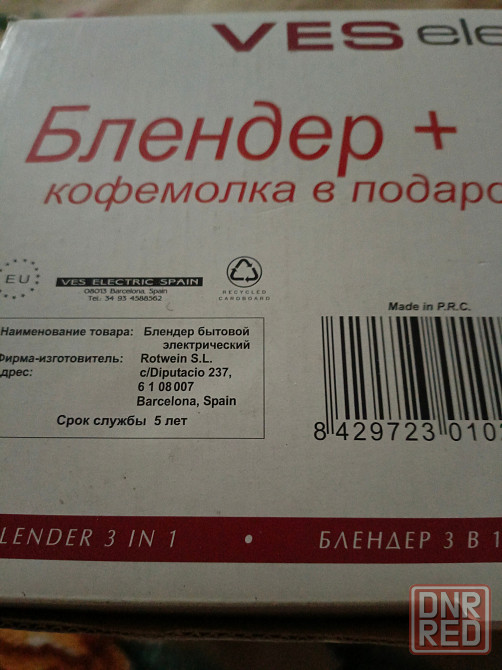 VES ele
Блендер +
кофемолка в подаро
EU
VES ELECTRIC SPAIN
08013 Barcelona Spain
Tel: 34 93 4588562
RECYCLED
CARDBOARD
Made in P.R.C.
Наименование товара: Блендер бытовой
электрический
Фирма-изготовитель: Rotwein S.L.
дрес: c/Diputacio 237,
6 1 08 007
Barcelona, Spain
Срок службы 5 лет
8 429723 010
LENDER 3 IN 1 • БЛЕНДЕР 3 В 1
DNR
RED